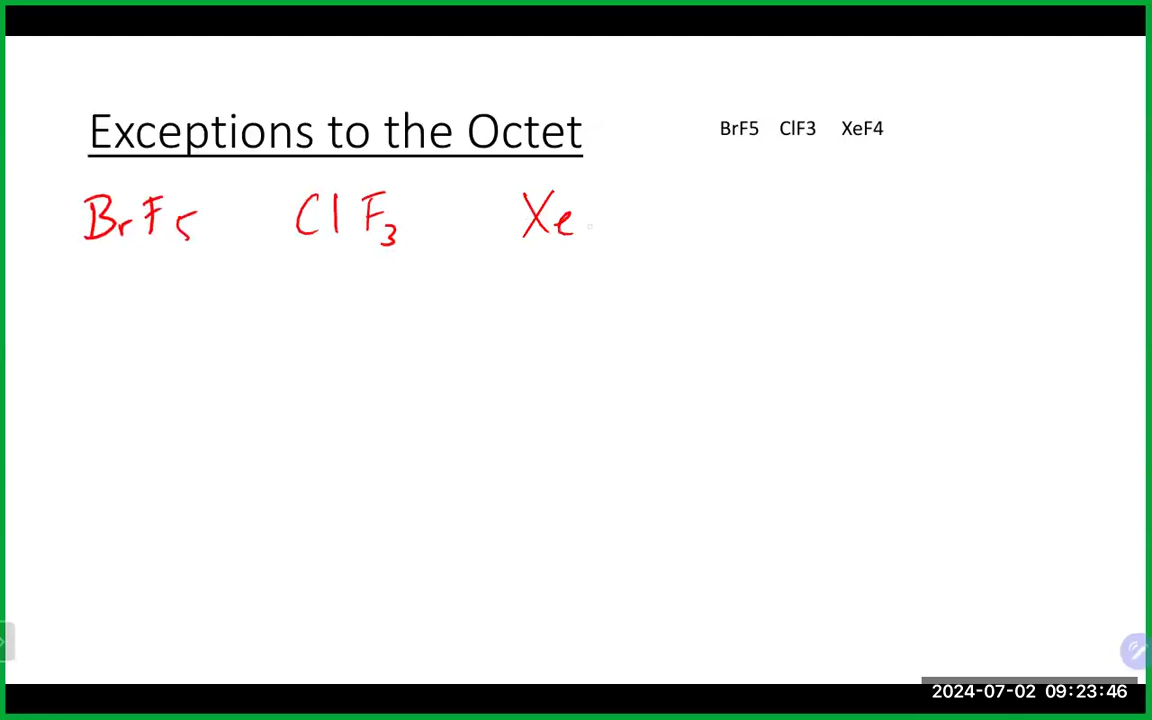 Exceptions to the Octet
BrF5 ClF3 XeF4
BrF5 ClF3 Xe
2024-07-02 09:23:46